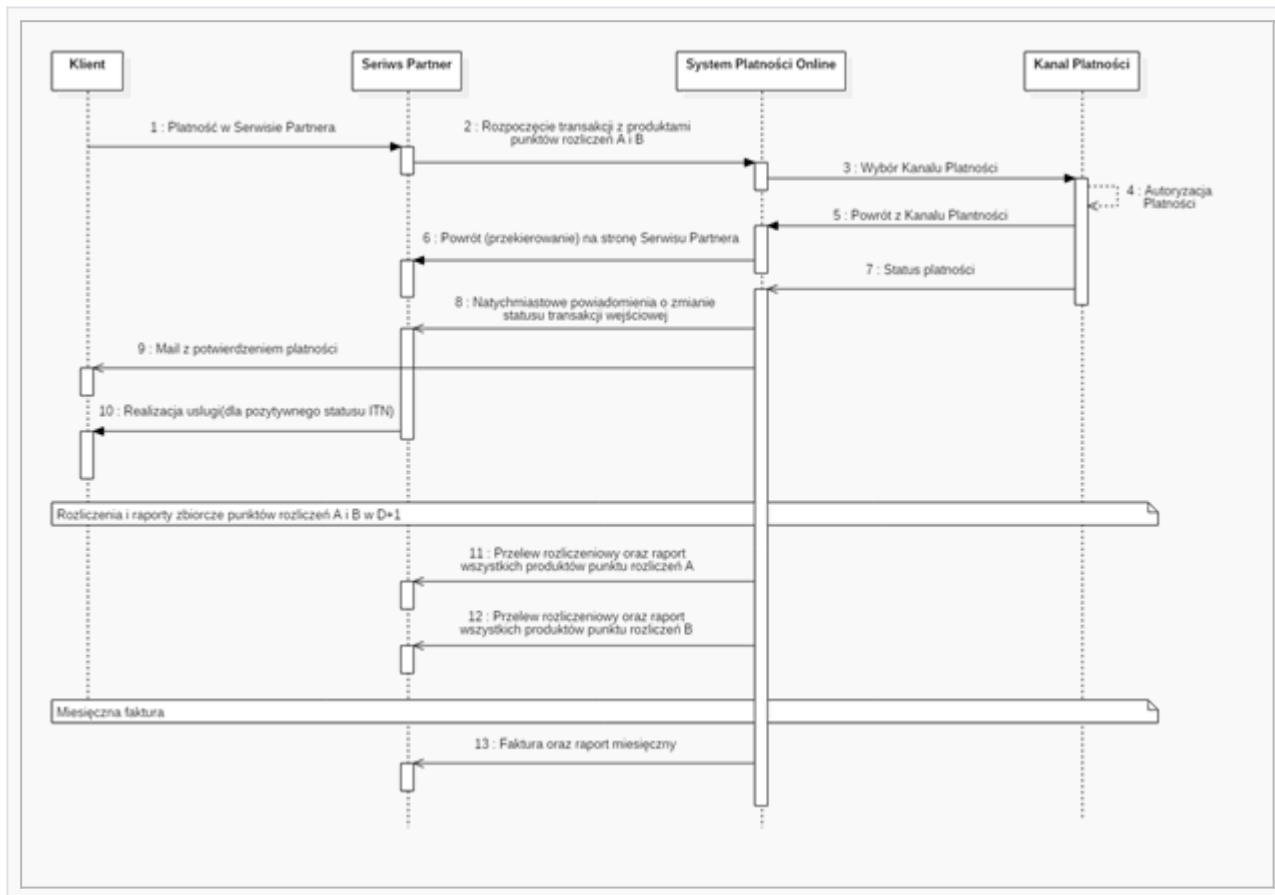 Klient
Seriws Partner
System Platności Online
Kanal Platności
1 : Platność w Serwisie Partnera
2 : Rozpoczęcie transakcji z produktami
punktów rozliczeń A i B
3 : Wybór Kanalu Platności
4 : Autoryzacja
Platności
5 : Powrót z Kanalu Plantności
6 : Powrót (przekierowanie) na stronę Serwisu Partnera
7 : Status platności
8 : Natychmiastowe powiadomienia o zmianie
statusu transakcji wejściowej
9 : Mail z potwierdzeniem platności
10 : Realizacja uslugi(dla pozytywnego statusu ITN)
Rozliczenia i raporty zbiorcze punktów rozliczeń A i B w D+1
11 : Przelew rozliczeniowy oraz raport
wszystkich produktów punktu rozliczeń A
12 : Przelew rozliczeniowy oraz raport
wszystkich produktów punktu rozliczeń B
Miesięczna faktura
13 : Faktura oraz raport miesięczny